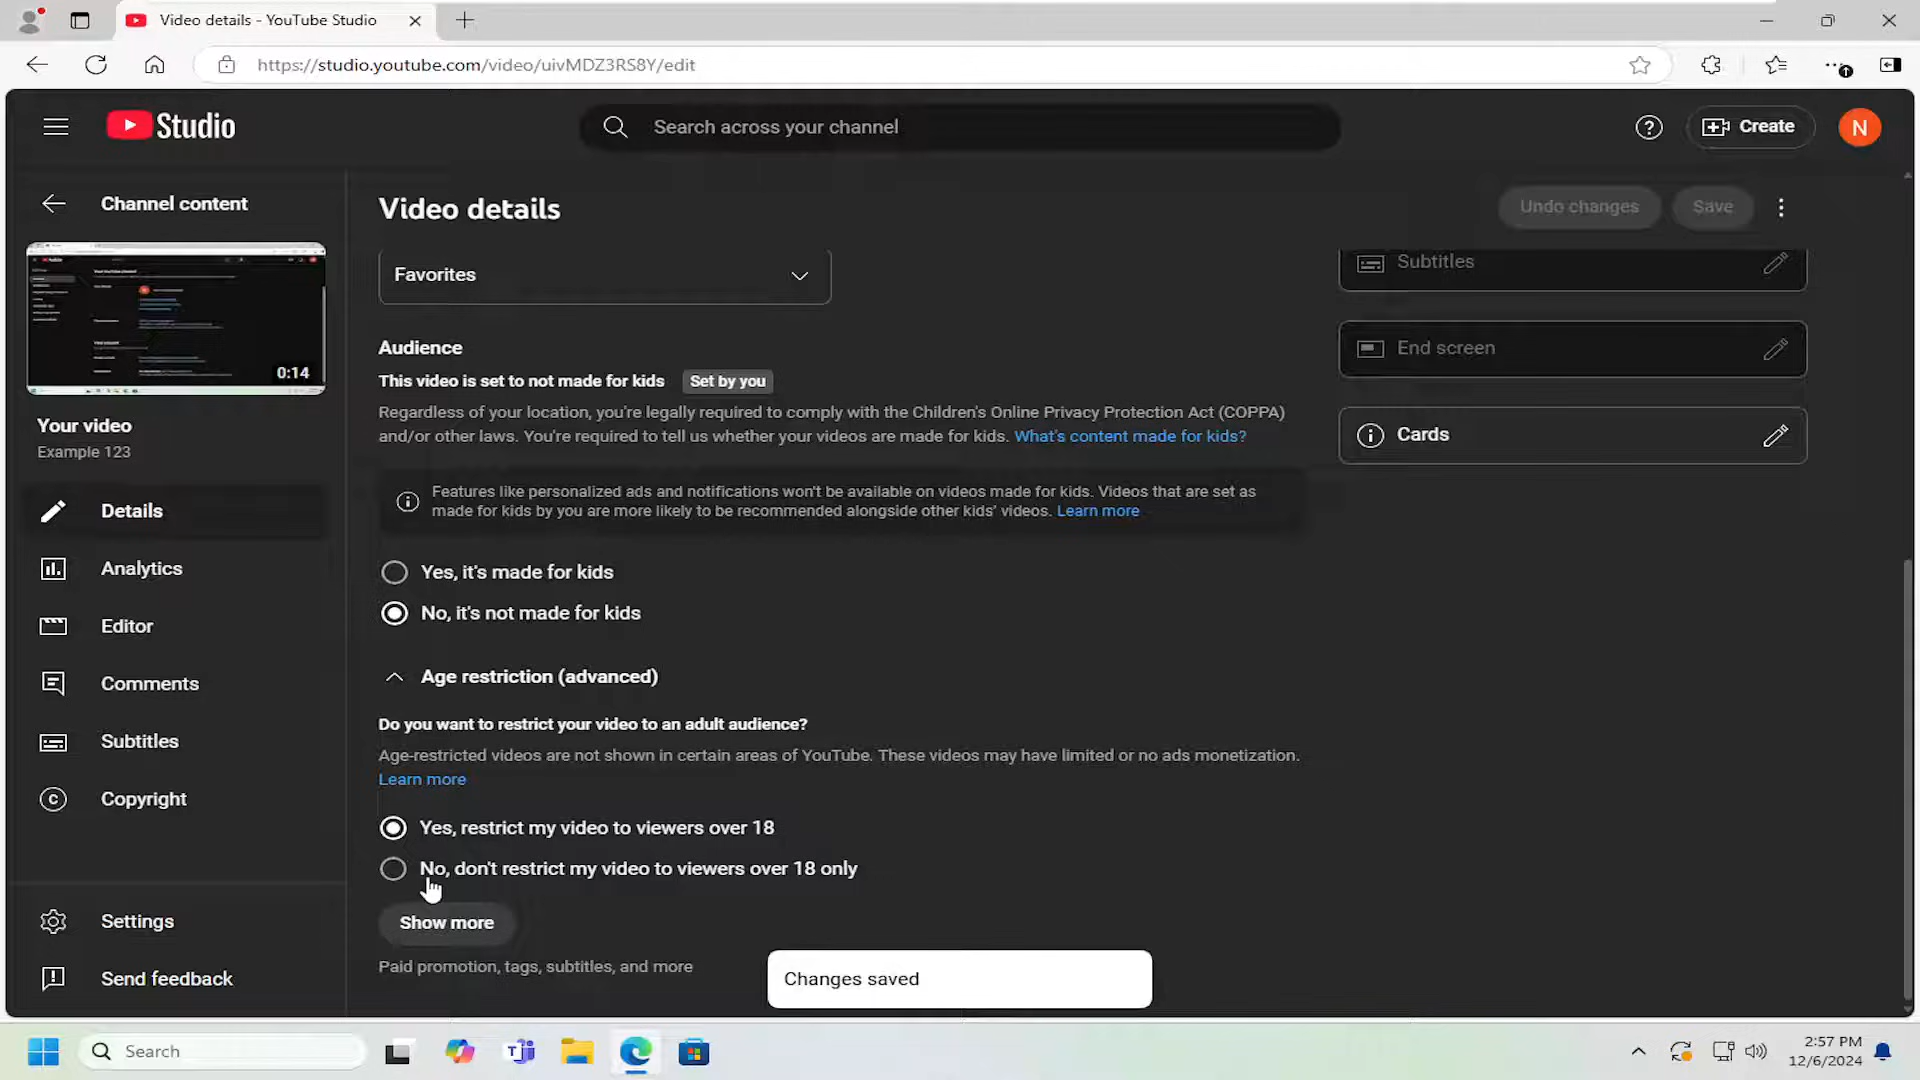 Video details - YouTube Studio
https://studio.youtube.com/video/uivMDZ3RS8Y/edit
Studio
Search across your channel
Create
N
Channel content
Video details
Undo changes
Save
Favorites
Subtitles
0:14
Audience
End screen
This video is set to not made for kids Set by you
Regardless of your location, you're legally required to comply with the Children's Online Privacy Protection Act (COPPA)
and/or other laws. You're required to tell us whether your videos are made for kids. What's content made for kids?
Cards
Your video
Example 123
Features like personalized ads and notifications won't be available on videos made for kids. Videos that are set as
made for kids by you are more likely to be recommended alongside other kids' videos. Learn more
Details
Analytics
Editor
Comments
Subtitles
Copyright
Yes, it's made for kids
No, it's not made for kids
Age restriction (advanced)
Do you want to restrict your video to an adult audience?
Age-restricted videos are not shown in certain areas of YouTube. These videos may have limited or no ads monetization.
Learn more
Yes, restrict my video to viewers over 18
No, don't restrict my video to viewers over 18 only
Show more
Paid promotion, tags, subtitles, and more
Settings
Send feedback
Changes saved
Search
2:57 PM
12/6/2024